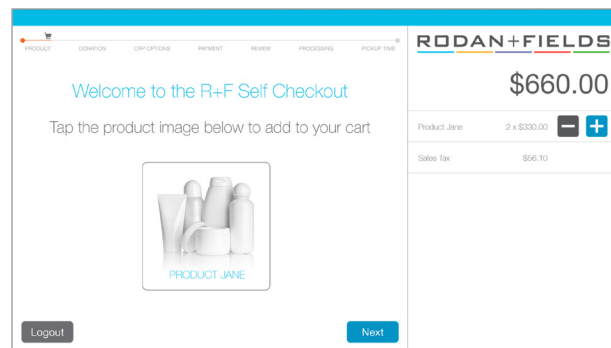 PRODUCT DONATION CRP OPTIONS PAYMENT REVIEW PROCESSING PICKUP TIME
Welcome to the R+F Self Checkout
Tap the product image below to add to your cart
PRODUCT JANE
Logout
Next
RODAN+FIELDS
$660.00
Product Jane 2 x $330.00
Sales Tax $56.10